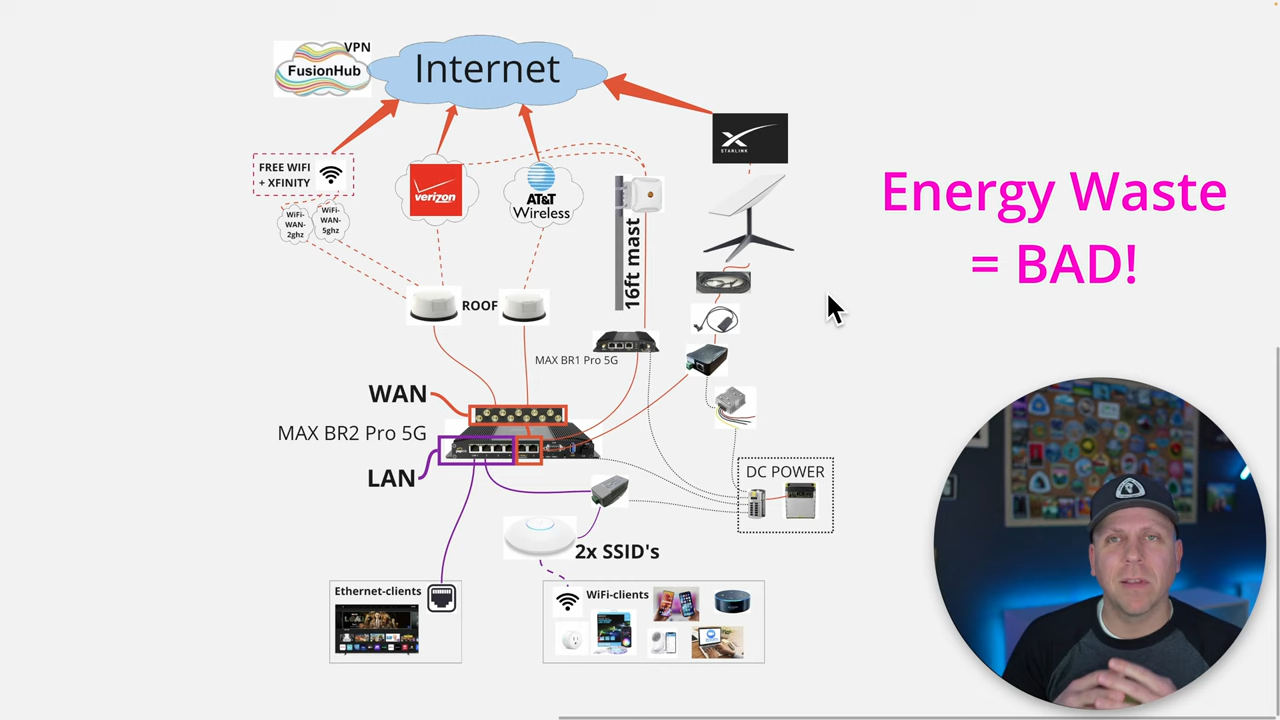 VPN
FusionHub
Internet
STARLINK
FREE WIFI
+ XFINITY
verizon
AT&T
Wireless
WiFi-
WAN-
2ghz
WiFi-
WAN-
5ghz
16ft mast
Energy Waste
= BAD!
ROOF
MAX BR1 Pro 5G
WAN
MAX BR2 Pro 5G
LAN
DC POWER
2x SSID's
Ethernet-clients
WiFi-clients